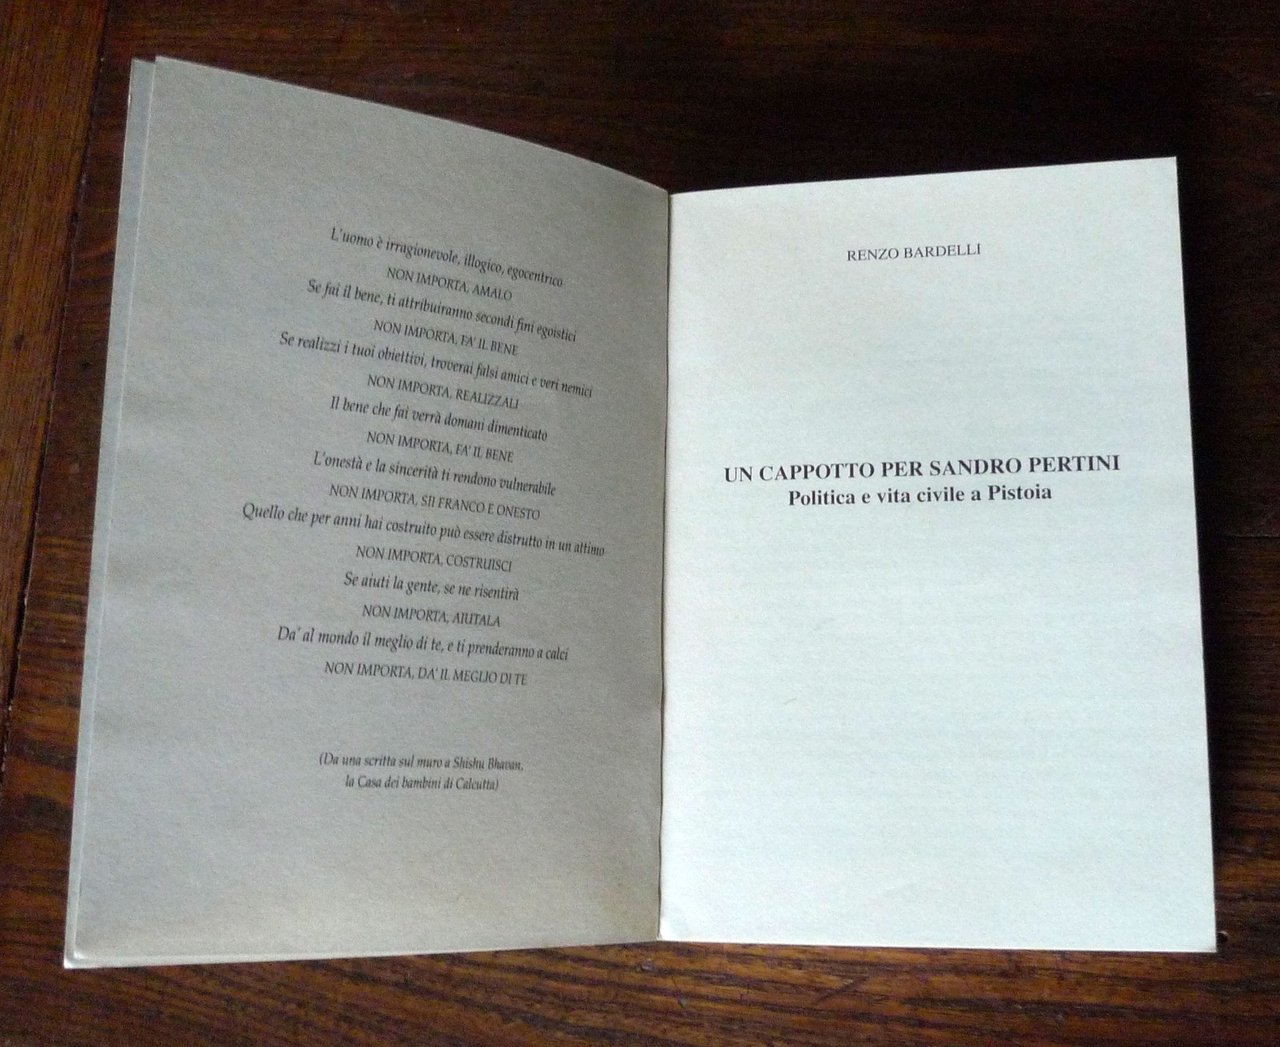 L'uomo è irragionevole, illogico, egocentrico
NON IMPORTA, AMALO
Se fai il bene, ti attribuiranno secondi fini egoistici
NON IMPORTA, FA' IL BENE
Se realizzi i tuoi obiettivi, troverai falsi amici e veri nemici
NON IMPORTA, REALIZZALI
Il bene che fai verrà domani dimenticato
NON IMPORTA, FA' IL BENE
L'onestà e la sincerità ti rendono vulnerabile
NON IMPORTA, SII FRANCO E ONESTO
Quello che per anni hai costruito può essere distrutto in un attimo
NON IMPORTA, COSTRUISCI
Se aiuti la gente, se ne risentirà
NON IMPORTA, AIUTALA
Da' al mondo il meglio di te, e ti prenderanno a calci
NON IMPORTA, DA' IL MEGLIO DI TE
(Da una scritta sul muro a Shishu Bhavan,
la Casa dei bambini di Calcutta)
RENZO BARDELLI
UN CAPPOTTO PER SANDRO PERTINI
Politica e vita civile a Pistoia